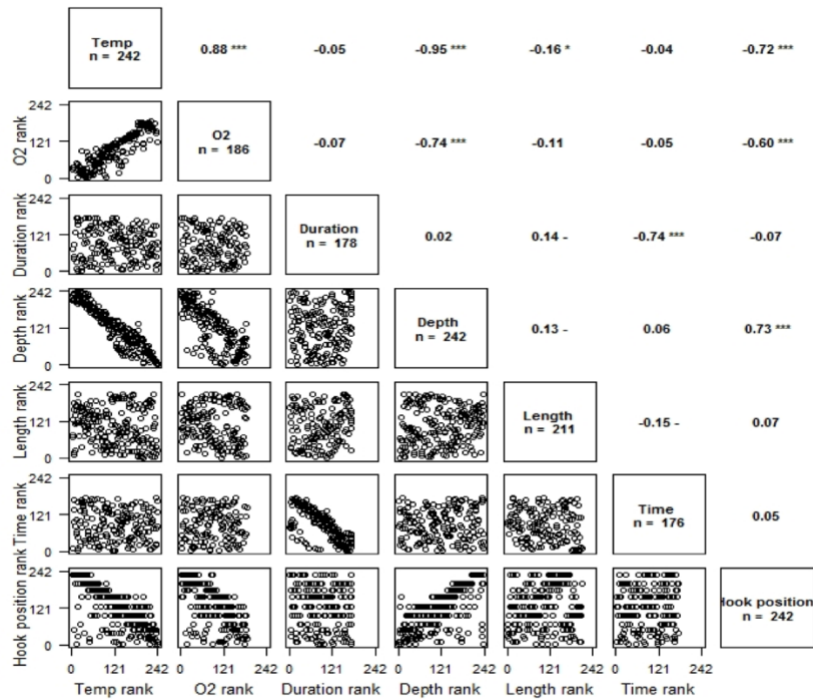 Temp
n = 242
0.88 ***
-0.05
-0.95 ***
-0.16 *
-0.04
-0.72 ***
O2 rank
242
121
0
O2
n = 186
-0.07
-0.74 ***
-0.11
-0.05
-0.60 ***
Duration rank
242
121
0
Duration
n = 178
0.02
0.14 -
-0.74 ***
-0.07
Depth rank
242
121
0
Depth
n = 242
0.13 -
0.06
0.73 ***
Length rank
242
121
0
Length
n = 211
-0.15 -
0.07
Time rank
242
121
0
Time
n = 176
0.05
Hook position rank
242
121
0
Hook position
n = 242
0 121 242
0 121 242
0 121 242
0 121 242
0 121 242
0 121 242
Temp rank
O2 rank
Duration rank
Depth rank
Length rank
Time rank